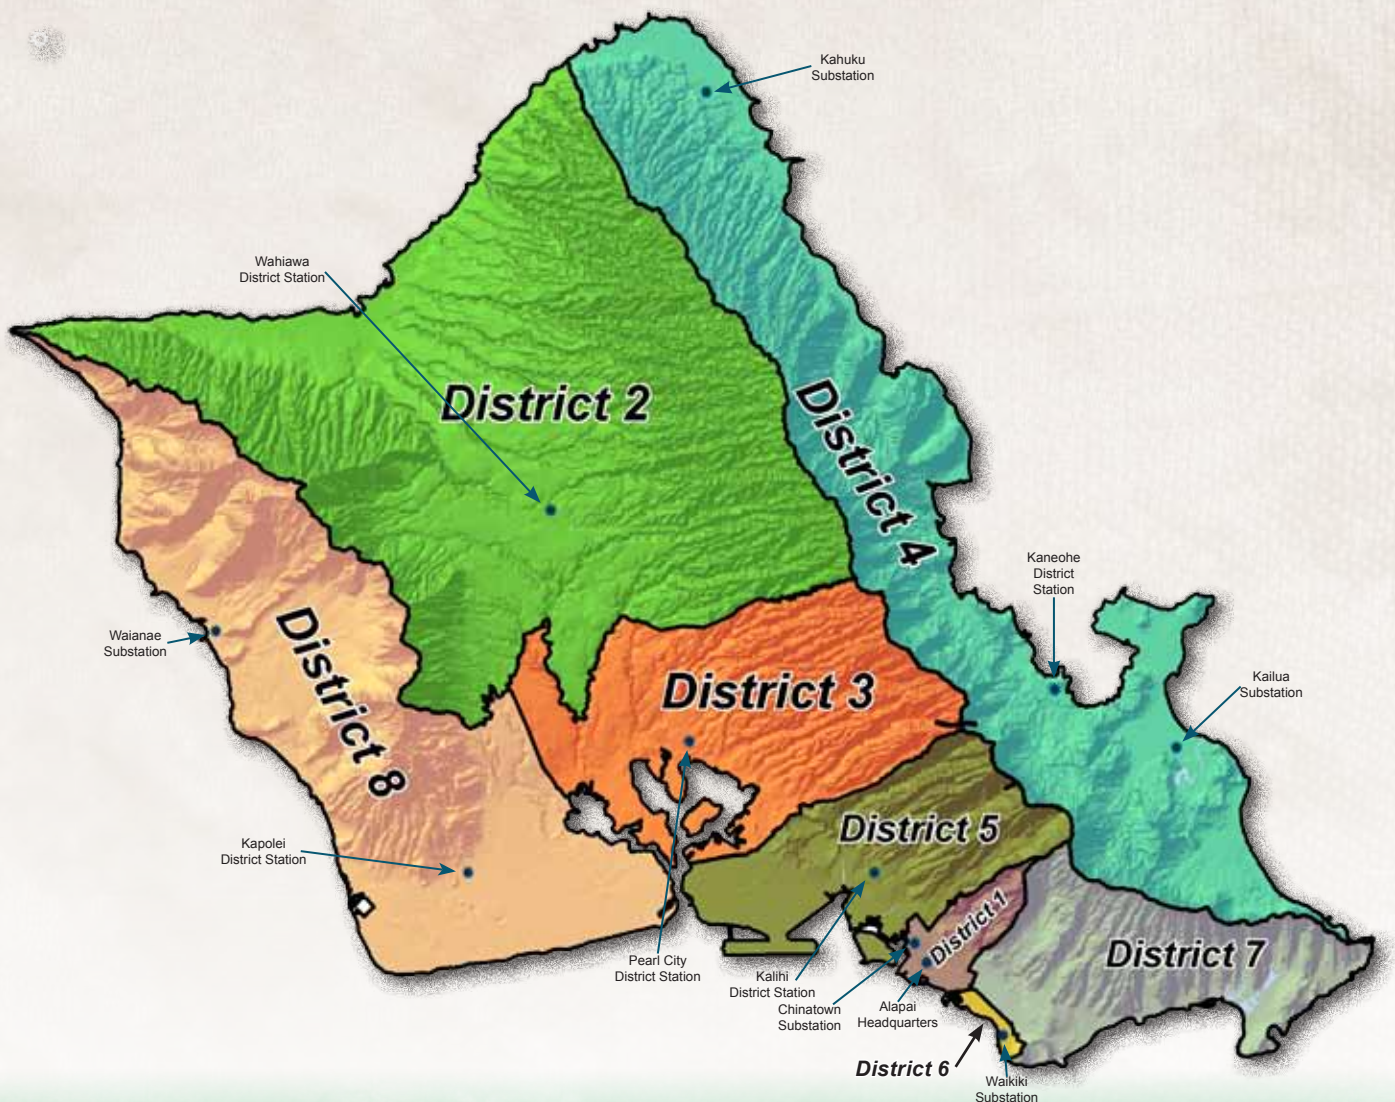 Kahuku
Substation
Wahiawa
District Station
District 2
District 4
Kaneohe
District
Station
Waianae
Substation
District 8
District 3
Kailua
Substation
District 5
Kapolei
District Station
District 1
District 7
Pearl City
District Station
Kalihi
District Station
Chinatown
Substation
Alapai
Headquarters
District 6
Waikiki
Substation